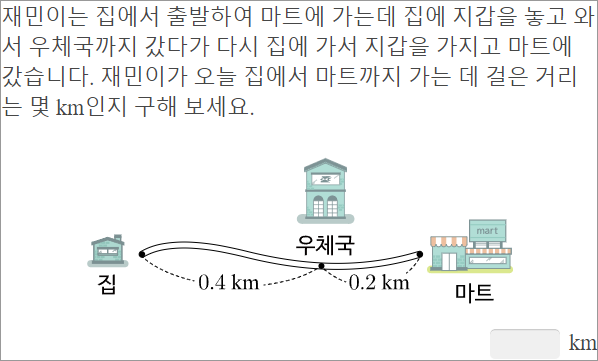 재민이는 집에서 출발하여 마트에 가는데 집에 지갑을 놓고 와
서 우체국까지 갔다가 다시 집에 가서 지갑을 가지고 마트에
갔습니다. 재민이가 오늘 집에서 마트까지 가는 데 걸은 거리
는 몇 km인지 구해 보세요.
mart
우체국
집
0.4 km
0.2 km
마트
km